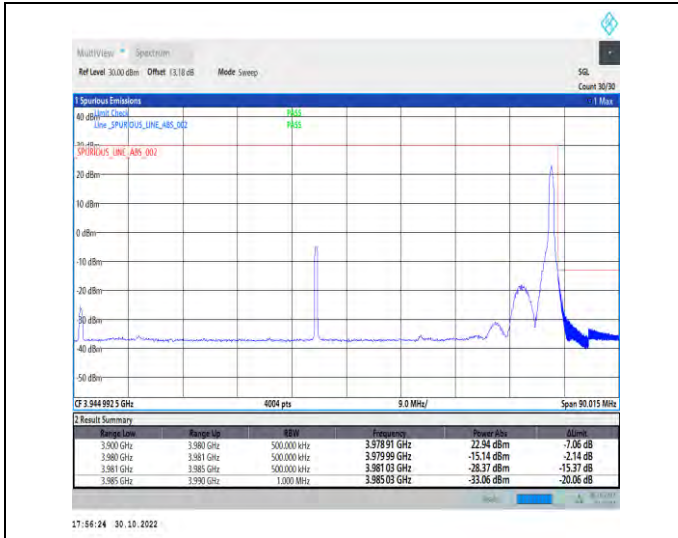 MultiView Spectrum
Ref Level 30.00 dBm Offset 13.18 dB Mode Sweep SGL
Count 30/30
1 Spurious Emissions 1 Max
40 dBm Limit Check PASS
Line _SPURIOUS_LINE_ABS_002 PASS
30 dBm
_SPURIOUS_LINE_ABS_002
20 dBm
10 dBm
0 dBm
-10 dBm
-20 dBm
-30 dBm
-40 dBm
-50 dBm
CF 3.944 992 5 GHz 4004 pts 9.0 MHz/ Span 90.015 MHz
2 Result Summary
Range Low Range Up RBW Frequency Power Abs ΔLimit
3.900 GHz 3.980 GHz 500.000 kHz 3.978 91 GHz 22.94 dBm -7.06 dB
3.980 GHz 3.981 GHz 500.000 kHz 3.979 99 GHz -15.14 dBm -2.14 dB
3.981 GHz 3.985 GHz 500.000 kHz 3.981 03 GHz -28.37 dBm -15.37 dB
3.985 GHz 3.990 GHz 1.000 MHz 3.985 03 GHz -33.06 dBm -20.06 dB
17:56:24 30.10.2022